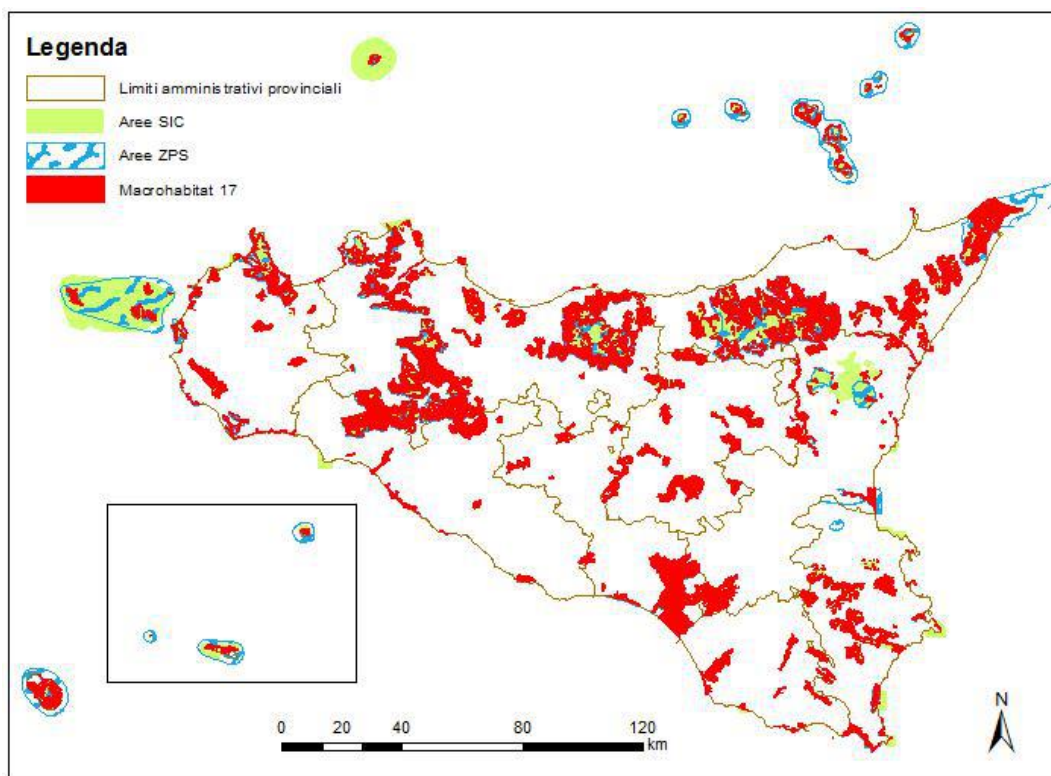 Legenda
Limiti amministrativi provinciali
Aree SIC
Aree ZPS
Macrohabitat 17
N
0 20 40 80 120
km